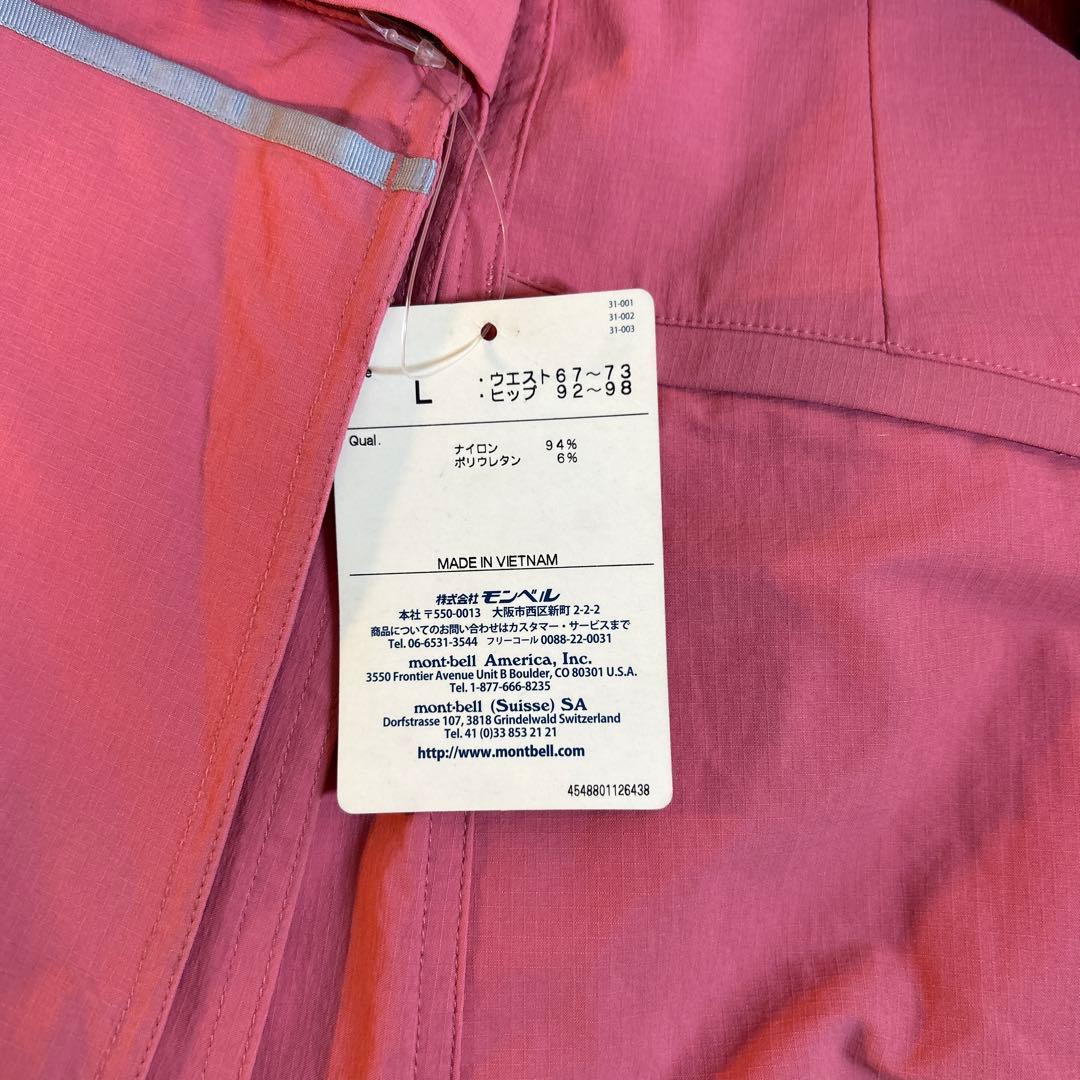 31-001
31-002
31-003
L ・ウエスト67～73
・ヒップ 92～98
Qual. ナイロン 94%
ポリウレタン 6%
MADE IN VIETNAM
株式会社 モンベル
本社 〒550-0013 大阪市西区新町 2-2-2
商品についてのお問い合わせはカスタマー・サービスまで
Tel. 06-6531-3544 フリーコール 0088-22-0031
mont·bell America, Inc.
3550 Frontier Avenue Unit B Boulder, CO 80301 U.S.A.
Tel. 1-877-666-8235
mont·bell (Suisse) SA
Dorfstrasse 107, 3818 Grindelwald Switzerland
Tel. 41 (0)33 853 21 21
http://www.montbell.com
4548801126438